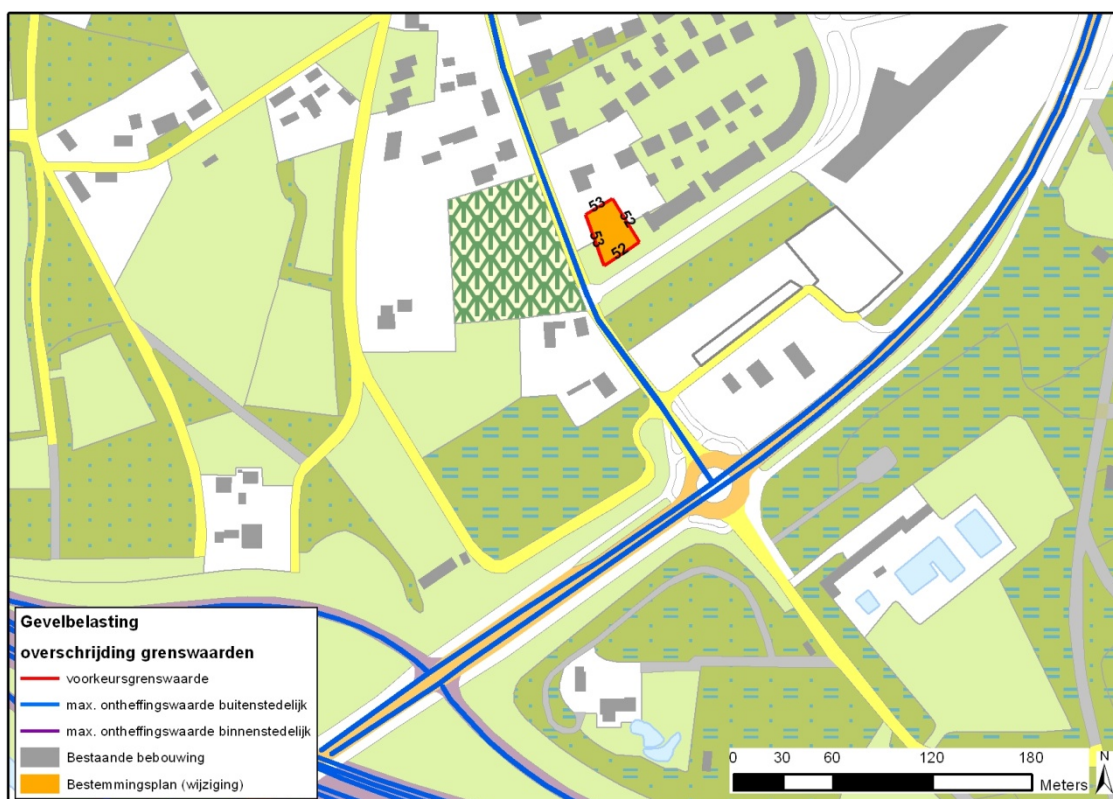 53
52
53
52
Gevelbelasting
overschrijding grenswaarden
voorkeursgrenswaarde
max. ontheffingswaarde buitenstedelijk
max. ontheffingswaarde binnenstedelijk
Bestaande bebouwing
Bestemmingsplan (wijziging)
0 30 60 120 180
Meters
N